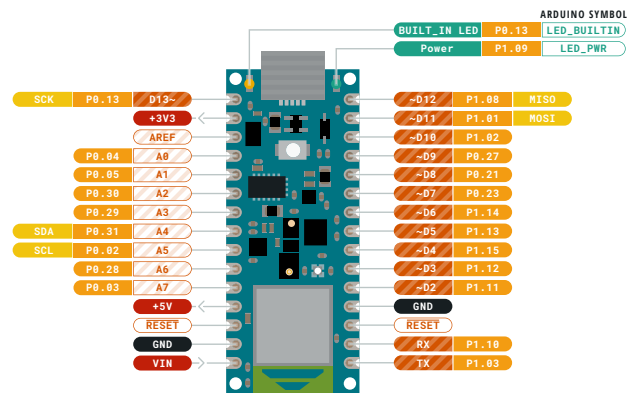 ARDUINO SYMBOL
BUILT_IN LED P0.13 LED_BUILTIN
Power P1.09 LED_PWR
SCK P0.13 D13~
+3V3
AREF
P0.04 A0
P0.05 A1
P0.30 A2
P0.29 A3
SDA P0.31 A4
SCL P0.02 A5
P0.28 A6
P0.03 A7
+5V
RESET
GND
VIN
~D12 P1.08 MISO
~D11 P1.01 MOSI
~D10 P1.02
~D9 P0.27
~D8 P0.21
~D7 P0.23
~D6 P1.14
~D5 P1.13
~D4 P1.15
~D3 P1.12
~D2 P1.11
GND
RESET
RX P1.10
TX P1.03